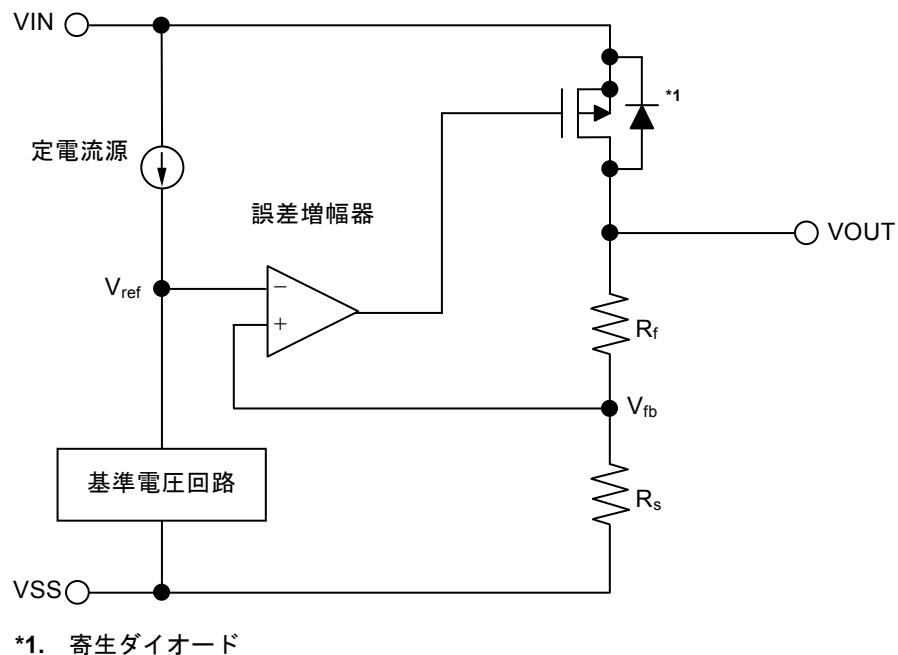 VIN
*1
定電流源
誤差増幅器
VOUT
Vref
−
+
Rf
Vfb
基準電圧回路
Rs
VSS
*1. 寄生ダイオード